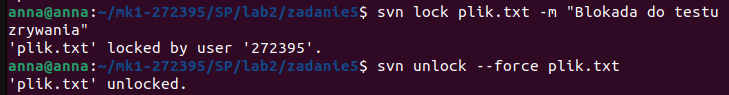 anna@anna:~/mk1-272395/SP/lab2/zadanie5$ svn lock plik.txt -m "Blokada do testu
zrywania"
'plik.txt' locked by user '272395'.
anna@anna:~/mk1-272395/SP/lab2/zadanie5$ svn unlock --force plik.txt
'plik.txt' unlocked.